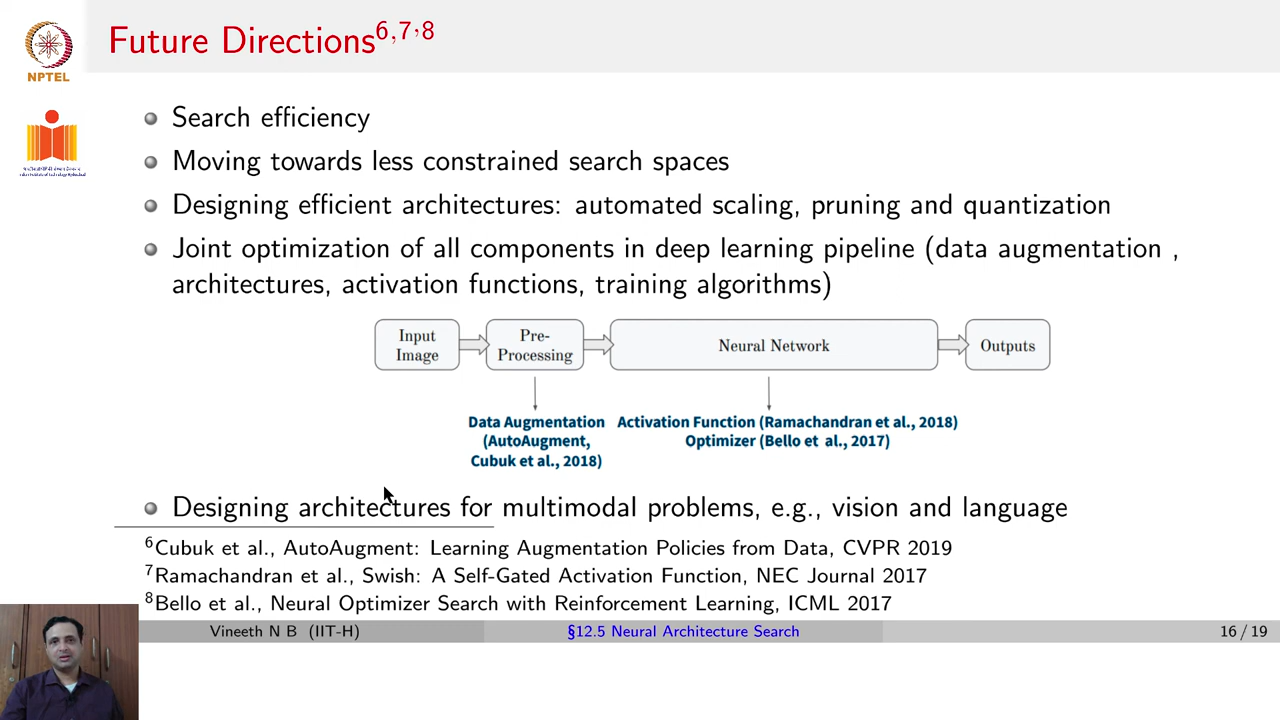 Future Directions6,7,8
NPTEL
Search efficiency
Moving towards less constrained search spaces
Designing efficient architectures: automated scaling, pruning and quantization
Joint optimization of all components in deep learning pipeline (data augmentation ,
architectures, activation functions, training algorithms)
Input
Image
Pre-
Processing
Neural Network
Outputs
Data Augmentation
(AutoAugment,
Cubuk et al., 2018)
Activation Function (Ramachandran et al., 2018)
Optimizer (Bello et al., 2017)
Designing architectures for multimodal problems, e.g., vision and language
6Cubuk et al., AutoAugment: Learning Augmentation Policies from Data, CVPR 2019
7Ramachandran et al., Swish: A Self-Gated Activation Function, NEC Journal 2017
8Bello et al., Neural Optimizer Search with Reinforcement Learning, ICML 2017
Vineeth N B (IIT-H)
§12.5 Neural Architecture Search
16 / 19